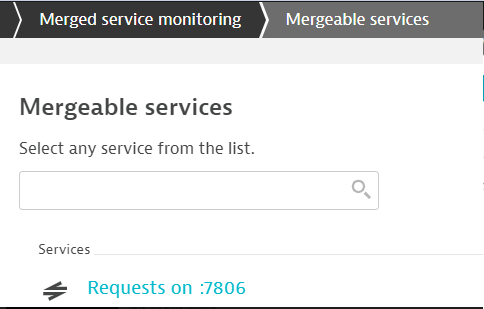 Merged service monitoring Mergeable services
Mergeable services
Select any service from the list.
Services
Requests on :7806